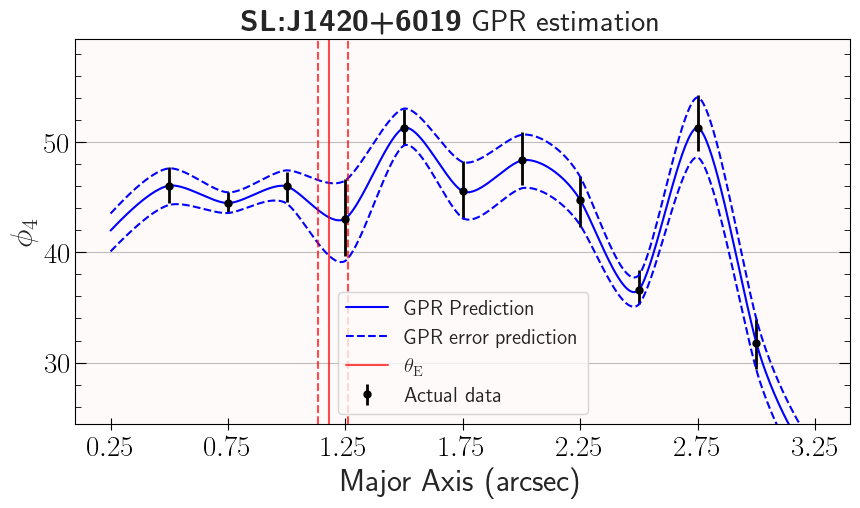 SL:J1420+6019 GPR estimation
ϕ4
50
40
30
GPR Prediction
GPR error prediction
θE
Actual data
0.25 0.75 1.25 1.75 2.25 2.75 3.25
Major Axis (arcsec)